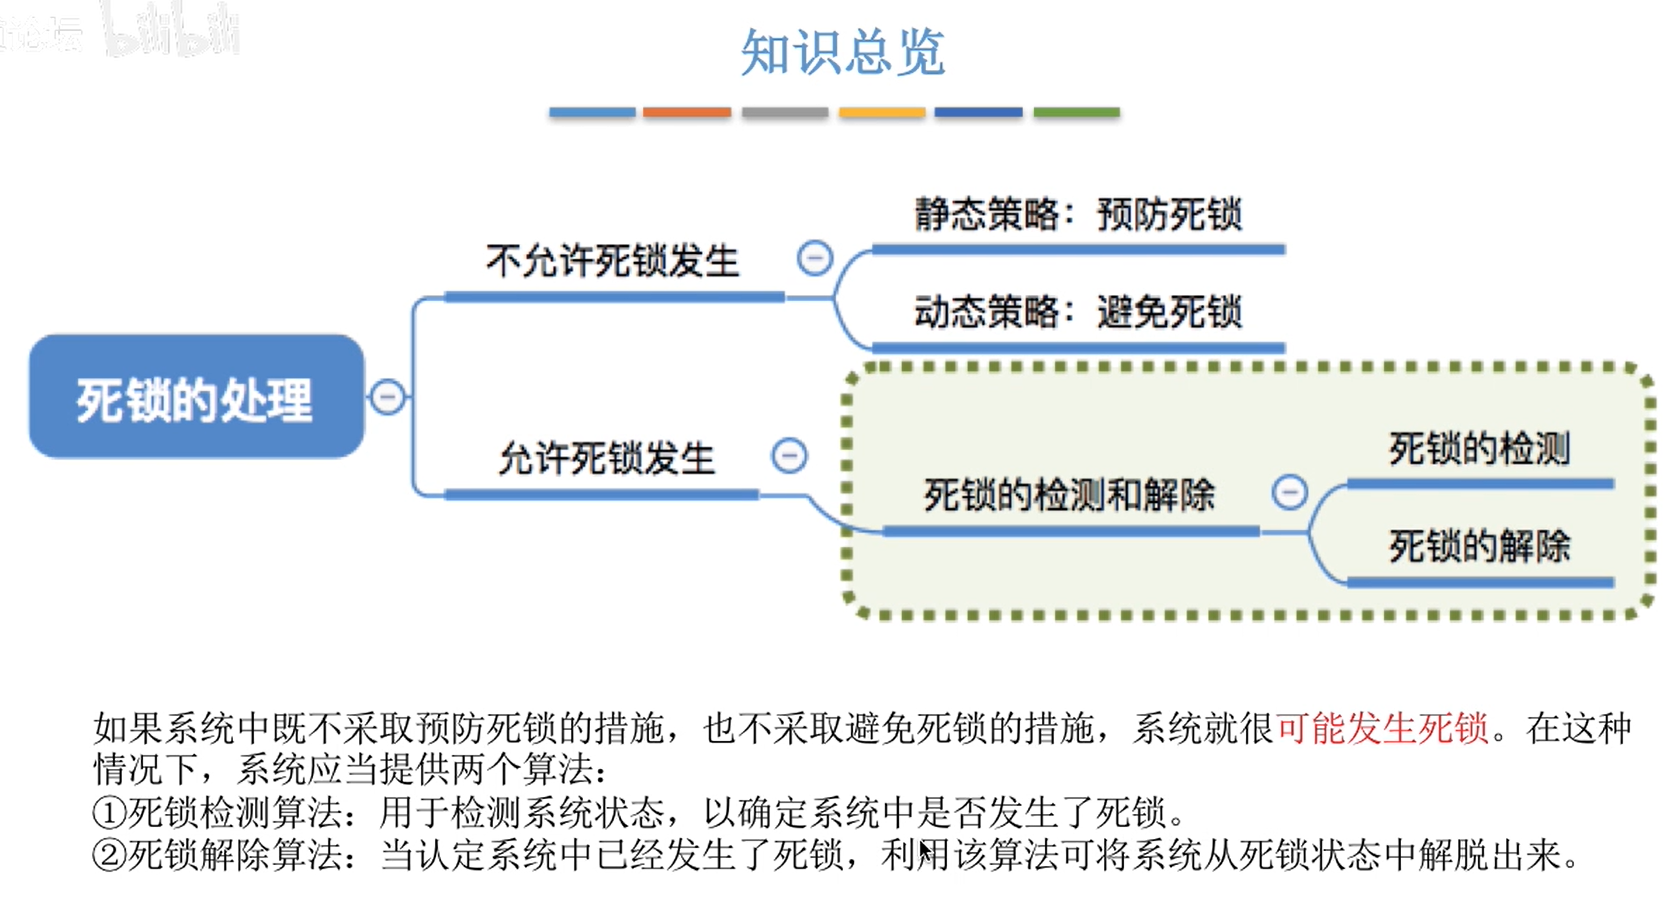 论坛 bilibili
知识总览
静态策略：预防死锁
不允许死锁发生
动态策略：避免死锁
死锁的处理
允许死锁发生
死锁的检测
死锁的检测和解除
死锁的解除
如果系统中既不采取预防死锁的措施，也不采取避免死锁的措施，系统就很可能发生死锁。在这种
情况下，系统应当提供两个算法：
①死锁检测算法：用于检测系统状态，以确定系统中是否发生了死锁。
②死锁解除算法：当认定系统中已经发生了死锁，利用该算法可将系统从死锁状态中解脱出来。